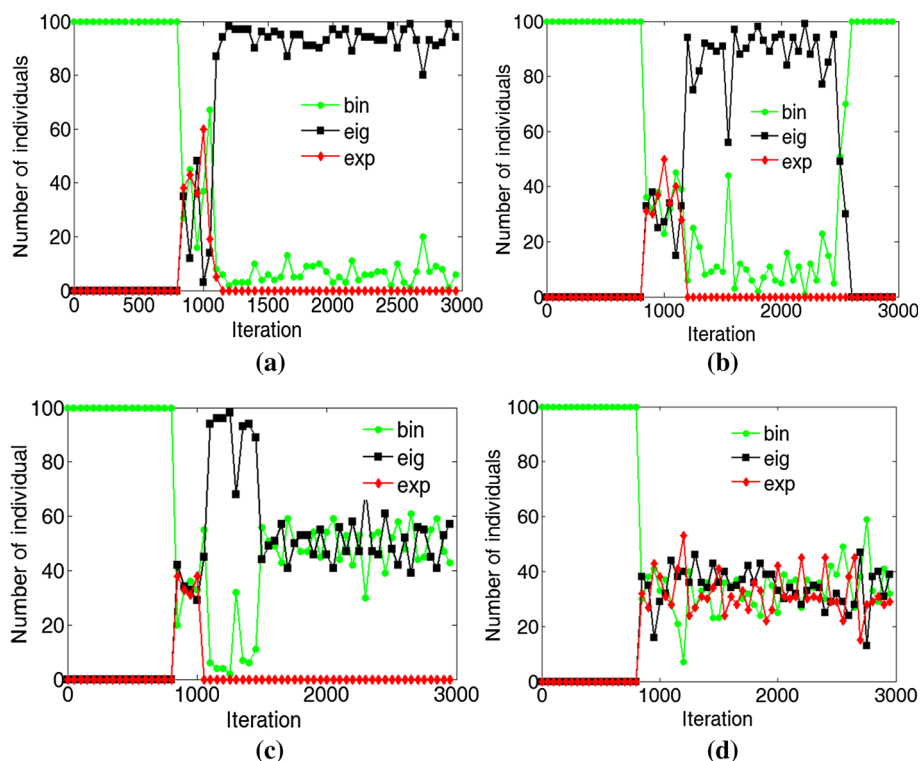 100
80
60
40
20
0
Number of individuals
bin
eig
exp
0 500 1000 1500 2000 2500 3000
Iteration
(a)
100
80
60
40
20
0
Number of individuals
bin
eig
exp
0 1000 2000 3000
Iteration
(b)
100
80
60
40
20
0
Number of individual
bin
eig
exp
0 1000 2000 3000
Iteration
(c)
100
80
60
40
20
0
Number of individuals
bin
eig
exp
0 1000 2000 3000
Iteration
(d)